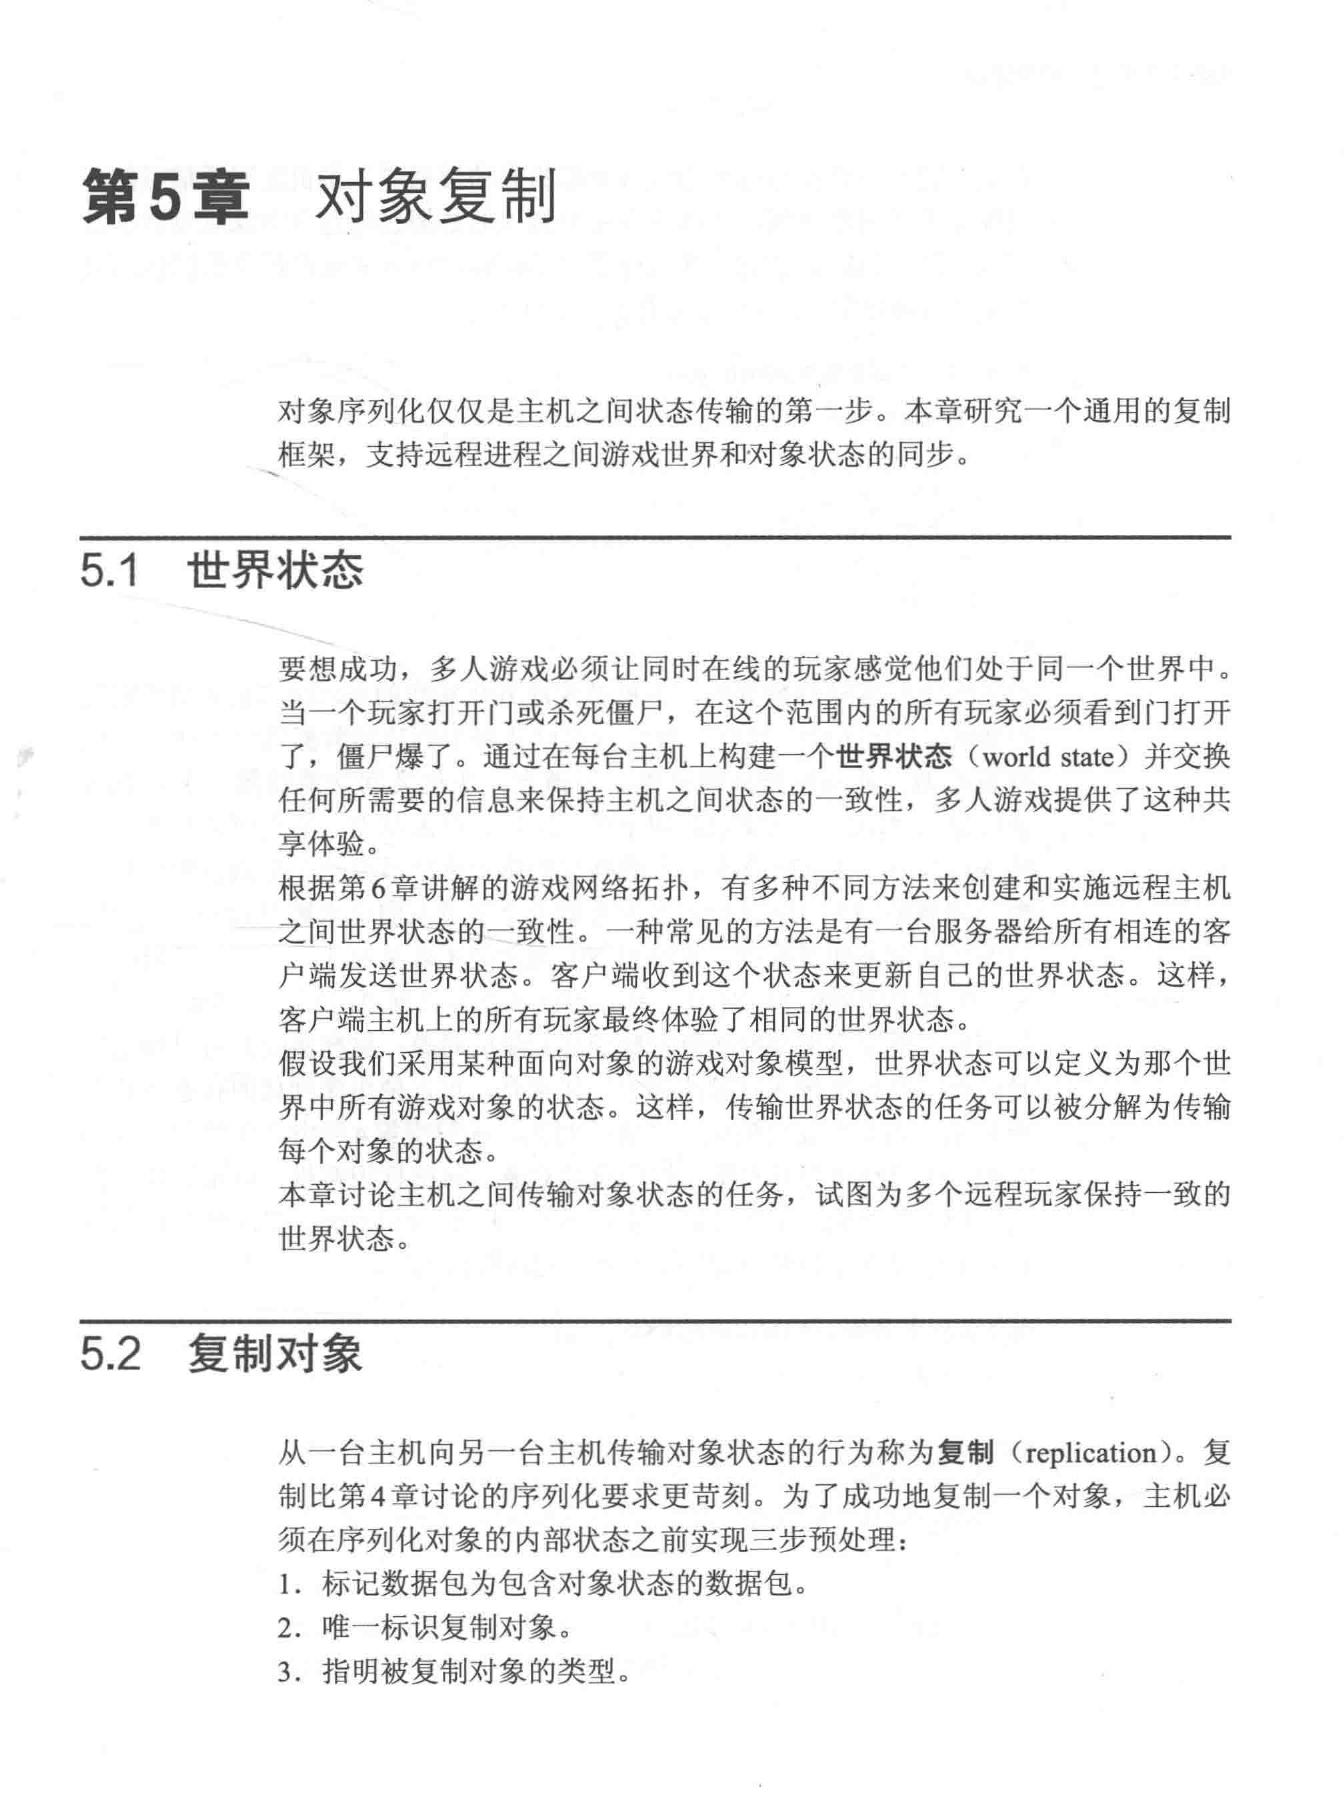 第5章 对象复制
对象序列化仅仅是主机之间状态传输的第一步。本章研究一个通用的复制
框架，支持远程进程之间游戏世界和对象状态的同步。
5.1 世界状态
要想成功，多人游戏必须让同时在线的玩家感觉他们处于同一个世界中。
当一个玩家打开门或杀死僵尸，在这个范围内的所有玩家必须看到门打开
了，僵尸爆了。通过在每台主机上构建一个世界状态（world state）并交换
任何所需要的信息来保持主机之间状态的一致性，多人游戏提供了这种共
享体验。
根据第6章讲解的游戏网络拓扑，有多种不同方法来创建和实施远程主机
之间世界状态的一致性。一种常见的方法是有一台服务器给所有相连的客
户端发送世界状态。客户端收到这个状态来更新自己的世界状态。这样，
客户端主机上的所有玩家最终体验了相同的世界状态。
假设我们采用某种面向对象的游戏对象模型，世界状态可以定义为那个世
界中所有游戏对象的状态。这样，传输世界状态的任务可以被分解为传输
每个对象的状态。
本章讨论主机之间传输对象状态的任务，试图为多个远程玩家保持一致的
世界状态。
5.2 复制对象
从一台主机向另一台主机传输对象状态的行为称为复制（replication）。复
制比第4章讨论的序列化要求更苛刻。为了成功地复制一个对象，主机必
须在序列化对象的内部状态之前实现三步预处理：
1．标记数据包为包含对象状态的数据包。
2．唯一标识复制对象。
3．指明被复制对象的类型。